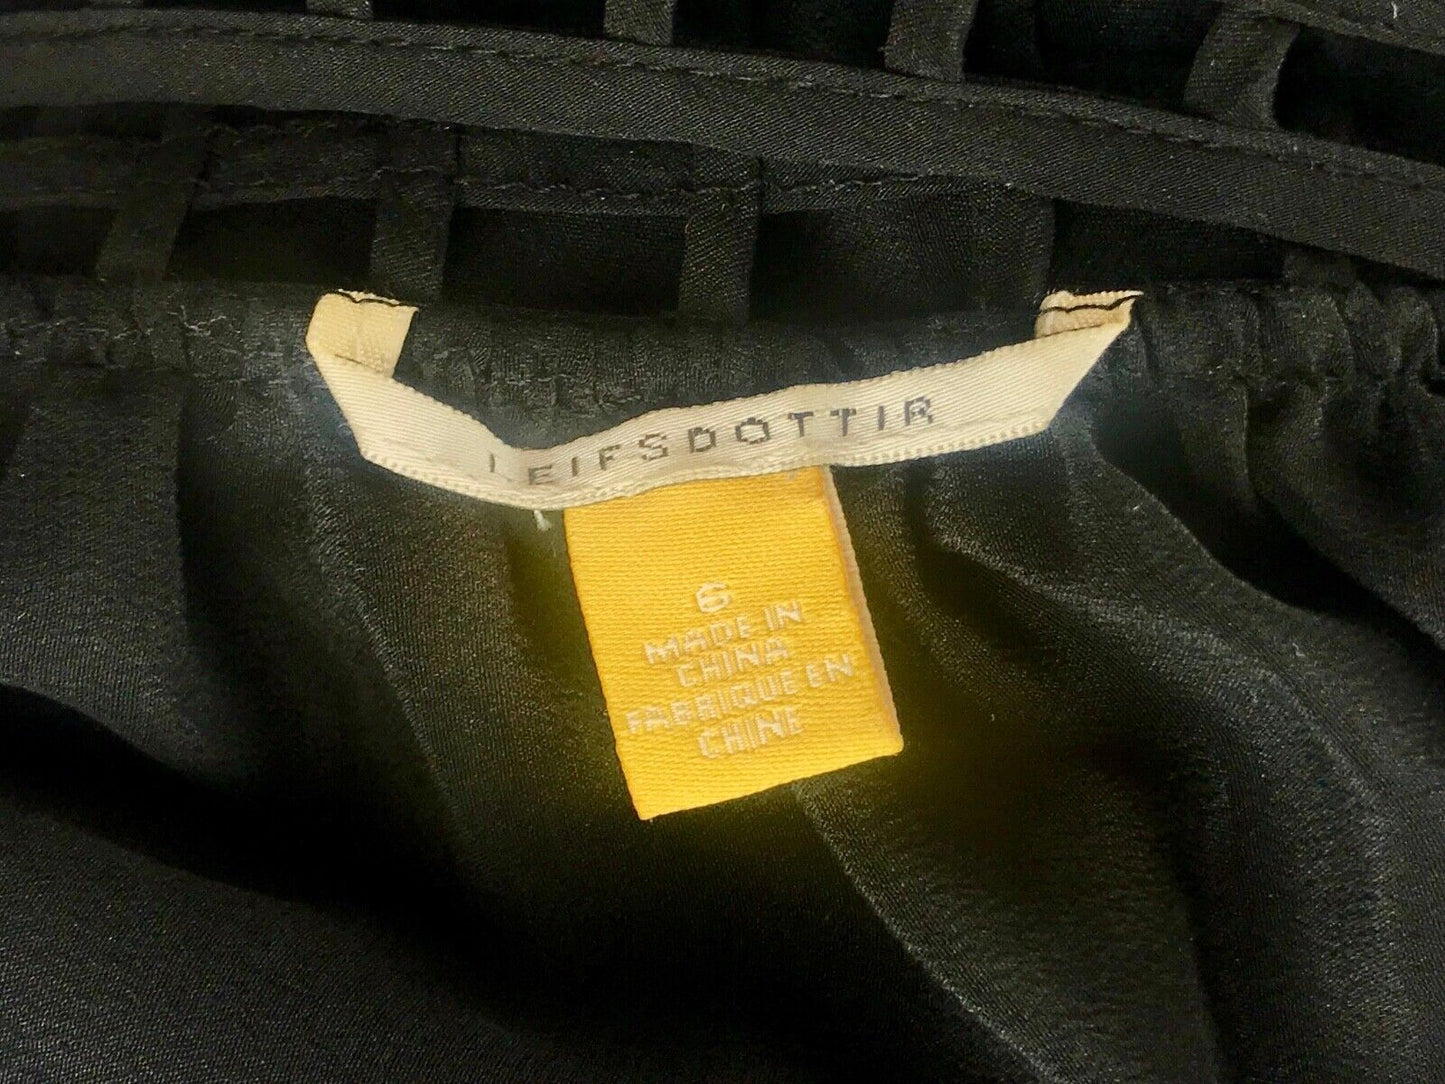 LEIFSDOTTIR
6
MADE IN
CHINA
FABRIQUE EN
CHINE